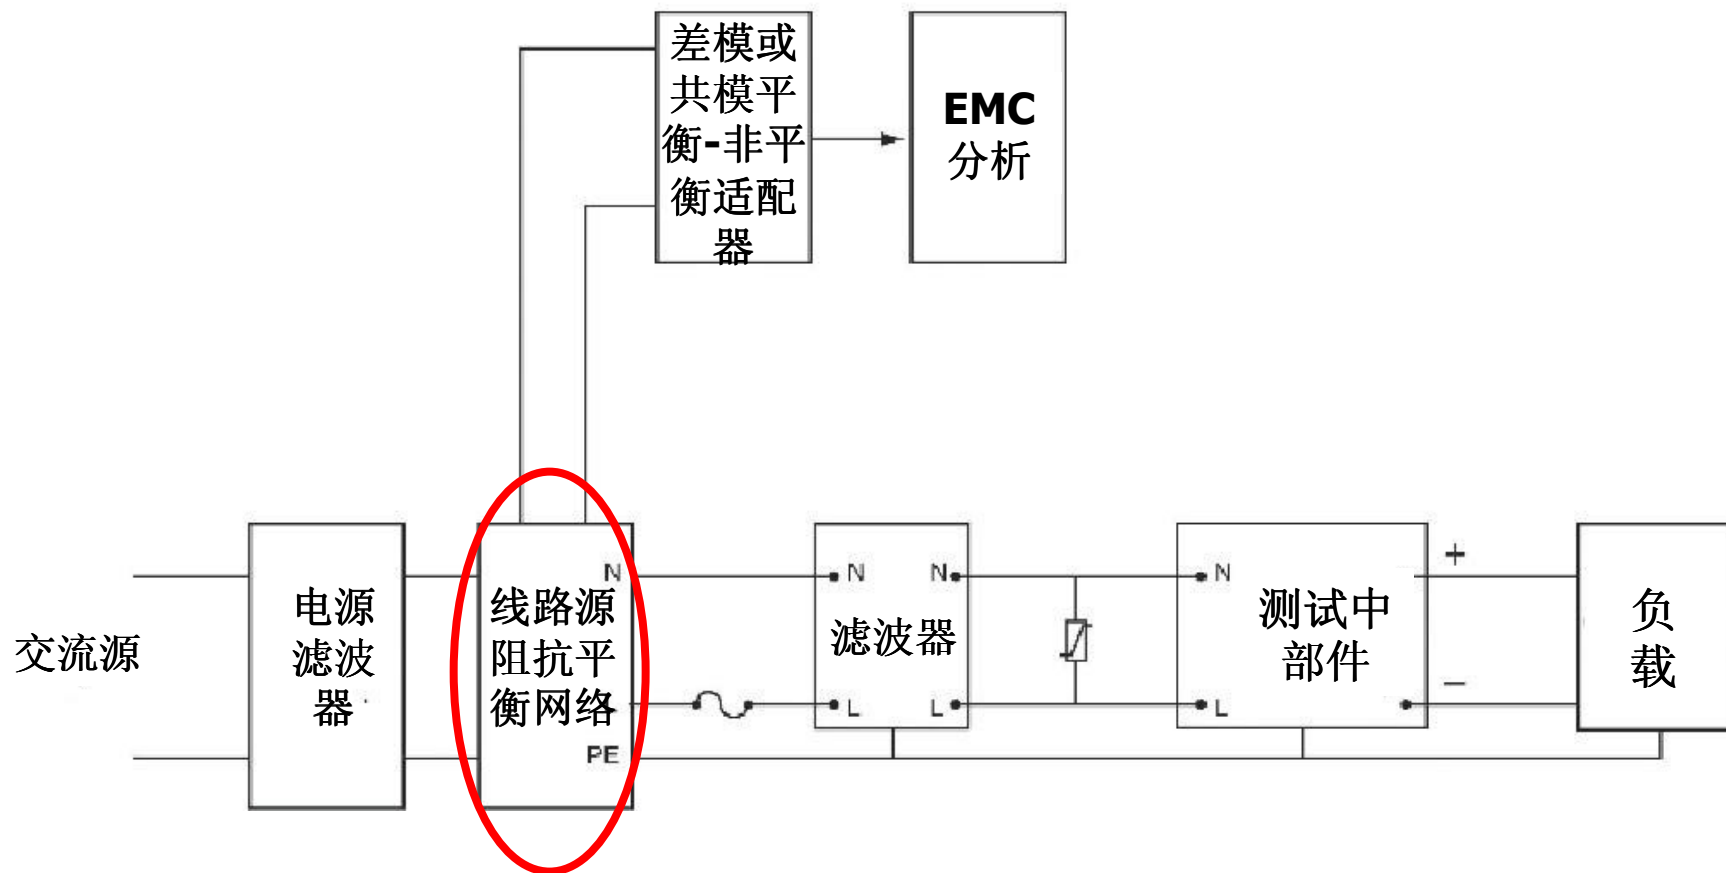 差模或
共模平
衡-非平
衡适配
器
EMC
分析
交流源
电源
滤波
器
N
线路源
阻抗平
衡网络
PE
N
N
滤波器
L
L
N
测试中
部件
L
+
−
负
载